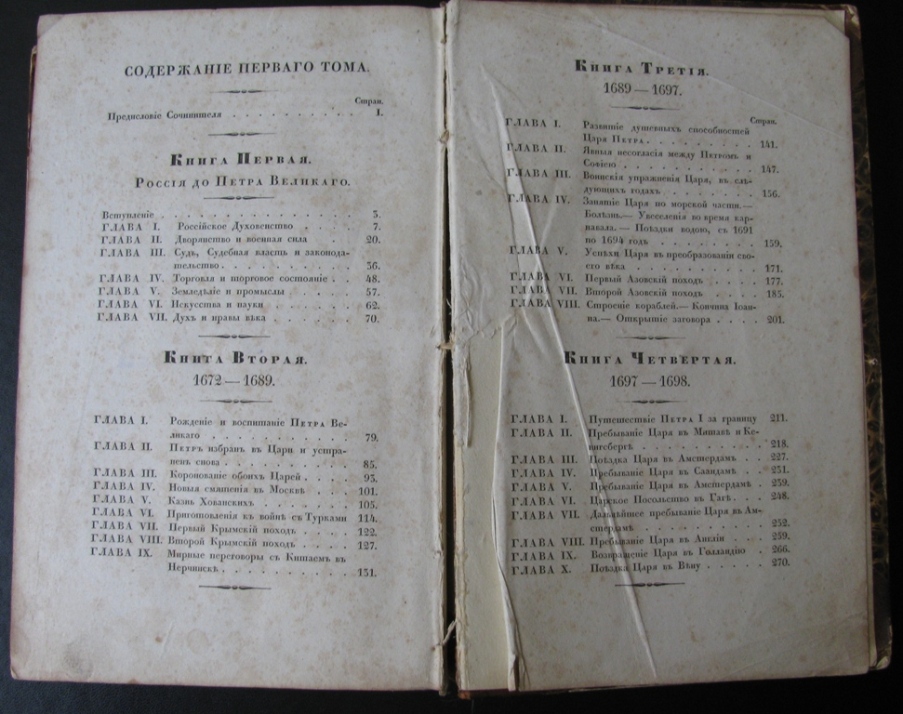 СОДЕРЖАНІЕ ПЕРВАГО ТОМА.
Стран.
Предисловіе Сочинителя . . . . . . . . . . I.
Книга Первая.
Россія до Петра Великаго.
Вступленіе . . . . . . . . . . . . . . 3.
ГЛАВА I. Россійское Духовенство . . . . 7.
ГЛАВА II. Дворянство и военная сила . . . 20.
ГЛАВА III. Судъ, Судебная власть и законода-
тельство . . . . . . . . . . 36.
ГЛАВА IV. Торговля и торговое состояніе . . 48.
ГЛАВА V. Земледѣліе и промыслы . . . . 57.
ГЛАВА VI. Искусства и науки . . . . . . 62.
ГЛАВА VII. Духъ и нравы вѣка . . . . . 70.
Книга Вторая.
1672 — 1689.
ГЛАВА I. Рожденіе и воспитаніе Петра Ве-
ликаго . . . . . . . . . . . 79.
ГЛАВА II. Петръ избранъ въ Цари и устра-
ненъ снова . . . . . . . . . 85.
ГЛАВА III. Коронованіе обоихъ Царей . . . . 93.
ГЛАВА IV. Новыя смятенія въ Москвѣ . . . 101.
ГЛАВА V. Казнь Хованскихъ . . . . . . . 105.
ГЛАВА VI. Приготовленія къ войнѣ съ Турками 114.
ГЛАВА VII. Первый Крымскій походъ . . . . 122.
ГЛАВА VIII. Второй Крымскій походъ . . . . 127.
ГЛАВА IX. Мирные переговоры съ Китаемъ въ
Нерчинскѣ . . . . . . . . . 131.
Книга Третія.
1689 — 1697.
Стран.
ГЛАВА I. Развитіе душевныхъ способностей
Царя Петра . . . . . . . . . 141.
ГЛАВА II. Явныя несогласія между Петромъ и
Софіею . . . . . . . . . . . 147.
ГЛАВА III. Воинскія упражненія Царя, въ слѣ-
дующихъ годахъ . . . . . . . 156.
ГЛАВА IV. Занятіе Царя по морской части.—
Болѣзнь.— Увеселенія во время кар-
навала.— Поѣздки водою, съ 1691
по 1694 годъ . . . . . . . . 159.
ГЛАВА V. Успѣхи Царя въ преобразованіи сво-
его вѣка . . . . . . . . . . 171.
ГЛАВА VI. Первый Азовскій походъ . . . . 177.
ГЛАВА VII. Второй Азовскій походъ . . . . 185.
ГЛАВА VIII. Строеніе кораблей.— Кончина Іоан-
на.— Открытіе заговора . . . . 201.
Книга Четвертая.
1697 — 1698.
ГЛАВА I. Путешествіе Петра I за границу 211.
ГЛАВА II. Пребываніе Царя въ Митавѣ и Ке-
нигсбергѣ . . . . . . . . . 218.
ГЛАВА III. Поѣздка Царя въ Амстердамъ . . 227.
ГЛАВА IV. Пребываніе Царя въ Саардамѣ . . 231.
ГЛАВА V. Пребываніе Царя въ Амстердамѣ . 239.
ГЛАВА VI. Царское Посольство въ Гагѣ . . . 248.
ГЛАВА VII. Дальнѣйшее пребываніе Царя въ Ам-
стердамѣ . . . . . . . . . . 252.
ГЛАВА VIII. Пребываніе Царя въ Англіи . . . 259.
ГЛАВА IX. Возвращеніе Царя въ Голландію . . 266.
ГЛАВА X. Поѣздка Царя въ Вѣну . . . . . 270.